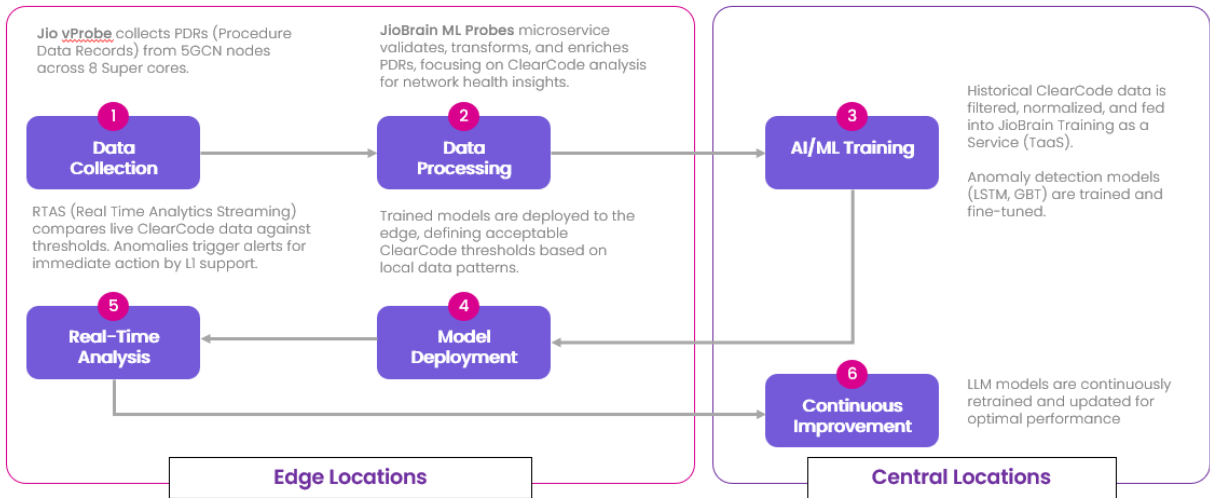 Jio vProbe collects PDRs (Procedure
Data Records) from 5GCN nodes
across 8 Super cores.
JioBrain ML Probes microservice
validates, transforms, and enriches
PDRs, focusing on ClearCode analysis
for network health insights.
1
Data
Collection
2
Data
Processing
3
AI/ML Training
Historical ClearCode data is
filtered, normalized, and fed
into JioBrain Training as a
Service (TaaS).
Anomaly detection models
(LSTM, GBT) are trained and
fine-tuned.
RTAS (Real Time Analytics Streaming)
compares live ClearCode data against
thresholds. Anomalies trigger alerts for
immediate action by L1 support.
Trained models are deployed to the
edge, defining acceptable
ClearCode thresholds based on
local data patterns.
5
Real-Time
Analysis
4
Model
Deployment
6
Continuous
Improvement
LLM models are continuously
retrained and updated for
optimal performance
Edge Locations
Central Locations